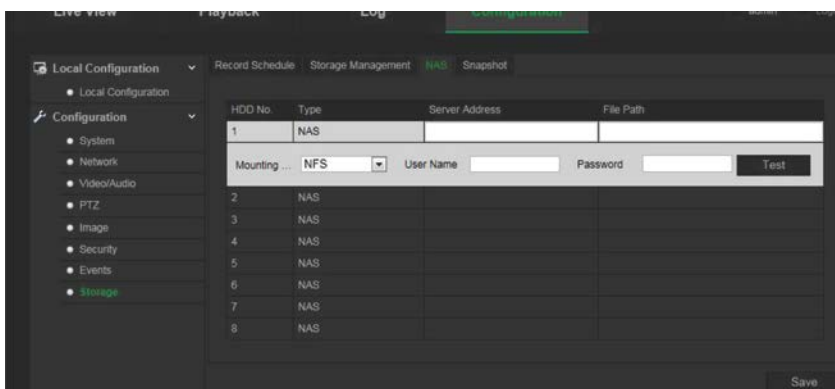 Live View Playback Log Configuration admin
Local Configuration Record Schedule Storage Management NAS Snapshot
Local Configuration
Configuration
System
Network
Video/Audio
PTZ
Image
Security
Events
Storage
HDD No. Type Server Address File Path
1 NAS
Mounting ... NFS User Name Password Test
2 NAS
3 NAS
4 NAS
5 NAS
6 NAS
7 NAS
8 NAS
Save